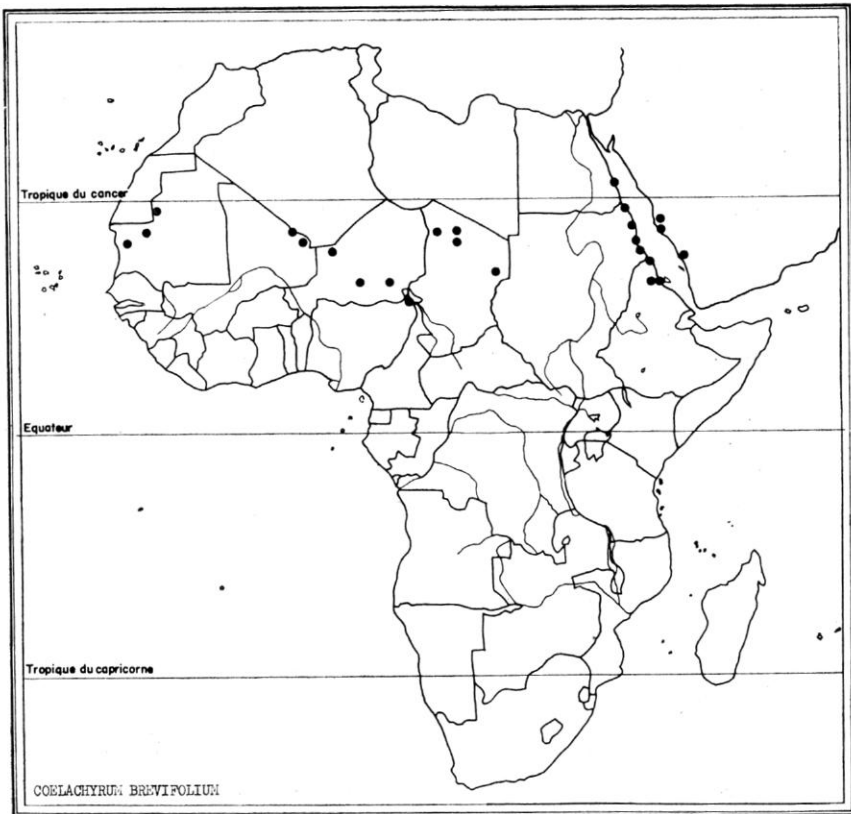 Tropique du cancer
Equateur
Tropique du capricorne
COELACHYRUM BREVIFOLIUM